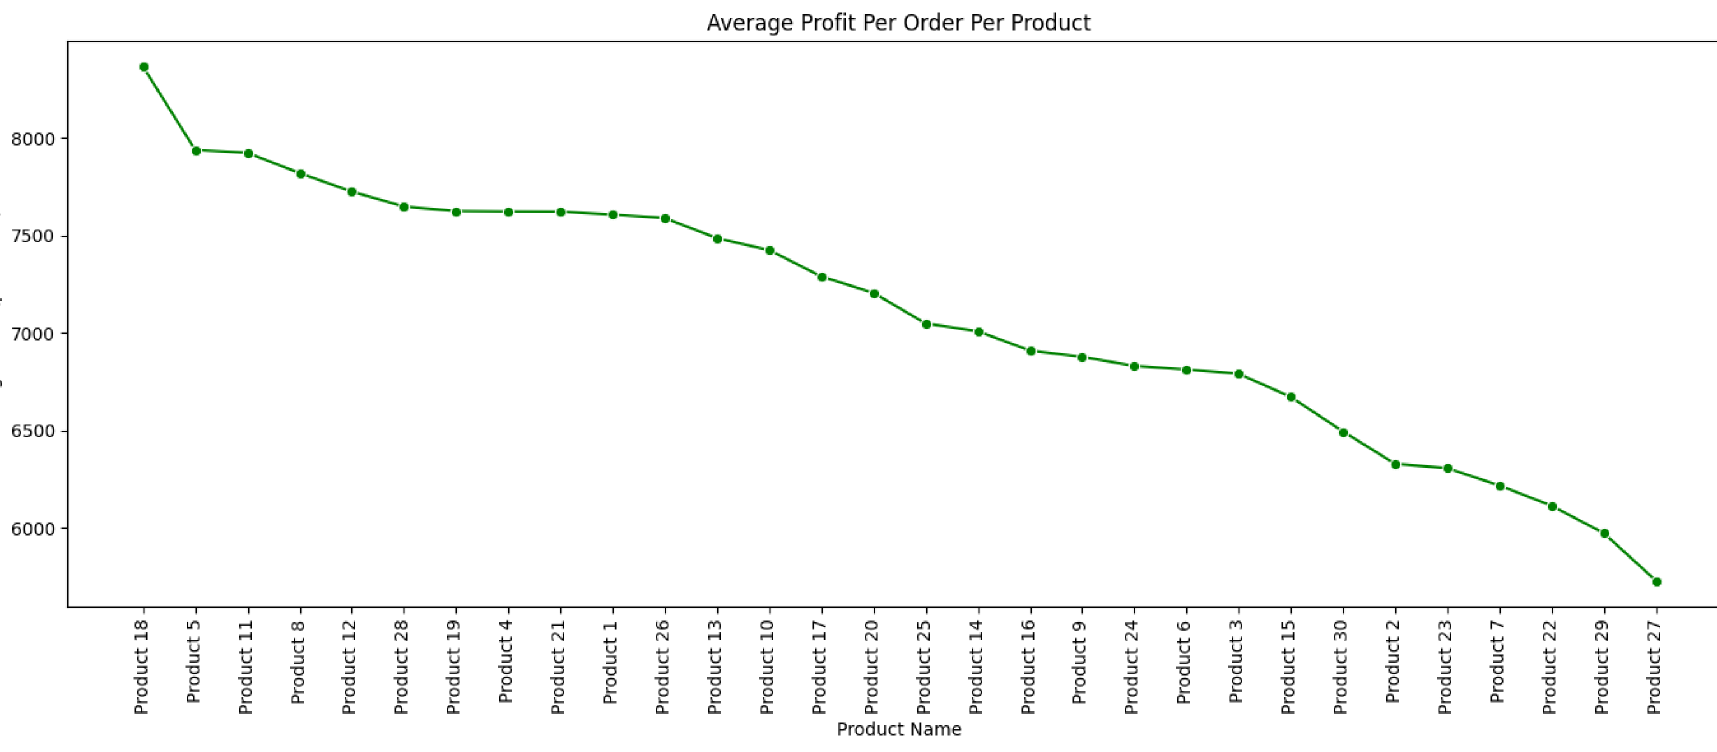 Average Profit Per Order Per Product
8000
7500
7000
6500
6000
Product 18
Product 5
Product 11
Product 8
Product 12
Product 28
Product 19
Product 4
Product 21
Product 1
Product 26
Product 13
Product 10
Product 17
Product 20
Product 25
Product 14
Product 16
Product 9
Product 24
Product 6
Product 3
Product 15
Product 30
Product 2
Product 23
Product 7
Product 22
Product 29
Product 27
Product Name